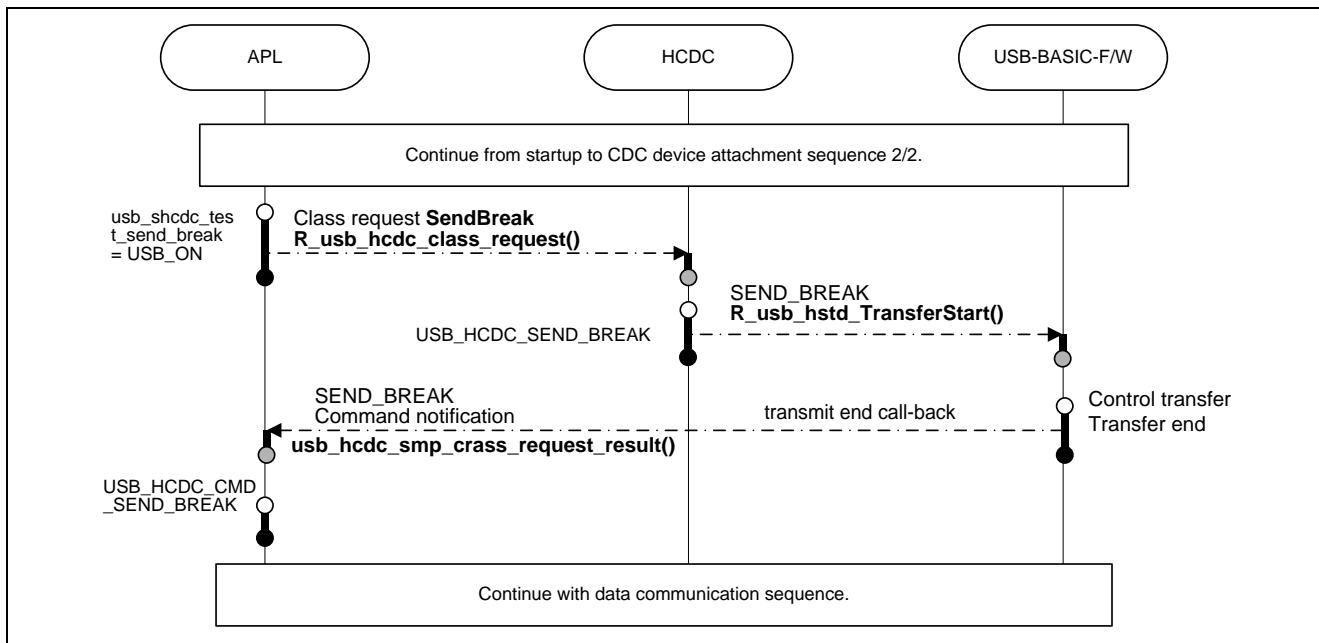 APL
HCDC
USB-BASIC-F/W
Continue from startup to CDC device attachment sequence 2/2.
usb_shcdc_tes
t_send_break
= USB_ON
Class request SendBreak
R_usb_hcdc_class_request()
SEND_BREAK
R_usb_hstd_TransferStart()
USB_HCDC_SEND_BREAK
SEND_BREAK
Command notification
transmit end call-back
Control transfer
Transfer end
usb_hcdc_smp_crass_request_result()
USB_HCDC_CMD
_SEND_BREAK
Continue with data communication sequence.